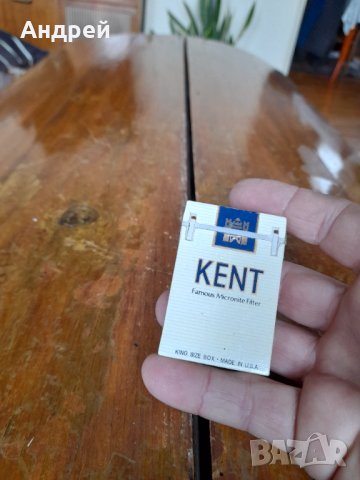 Андрей
KENT
Famous Micronite Filter
KING SIZE BOX - MADE IN U.S.A.
BAZAR